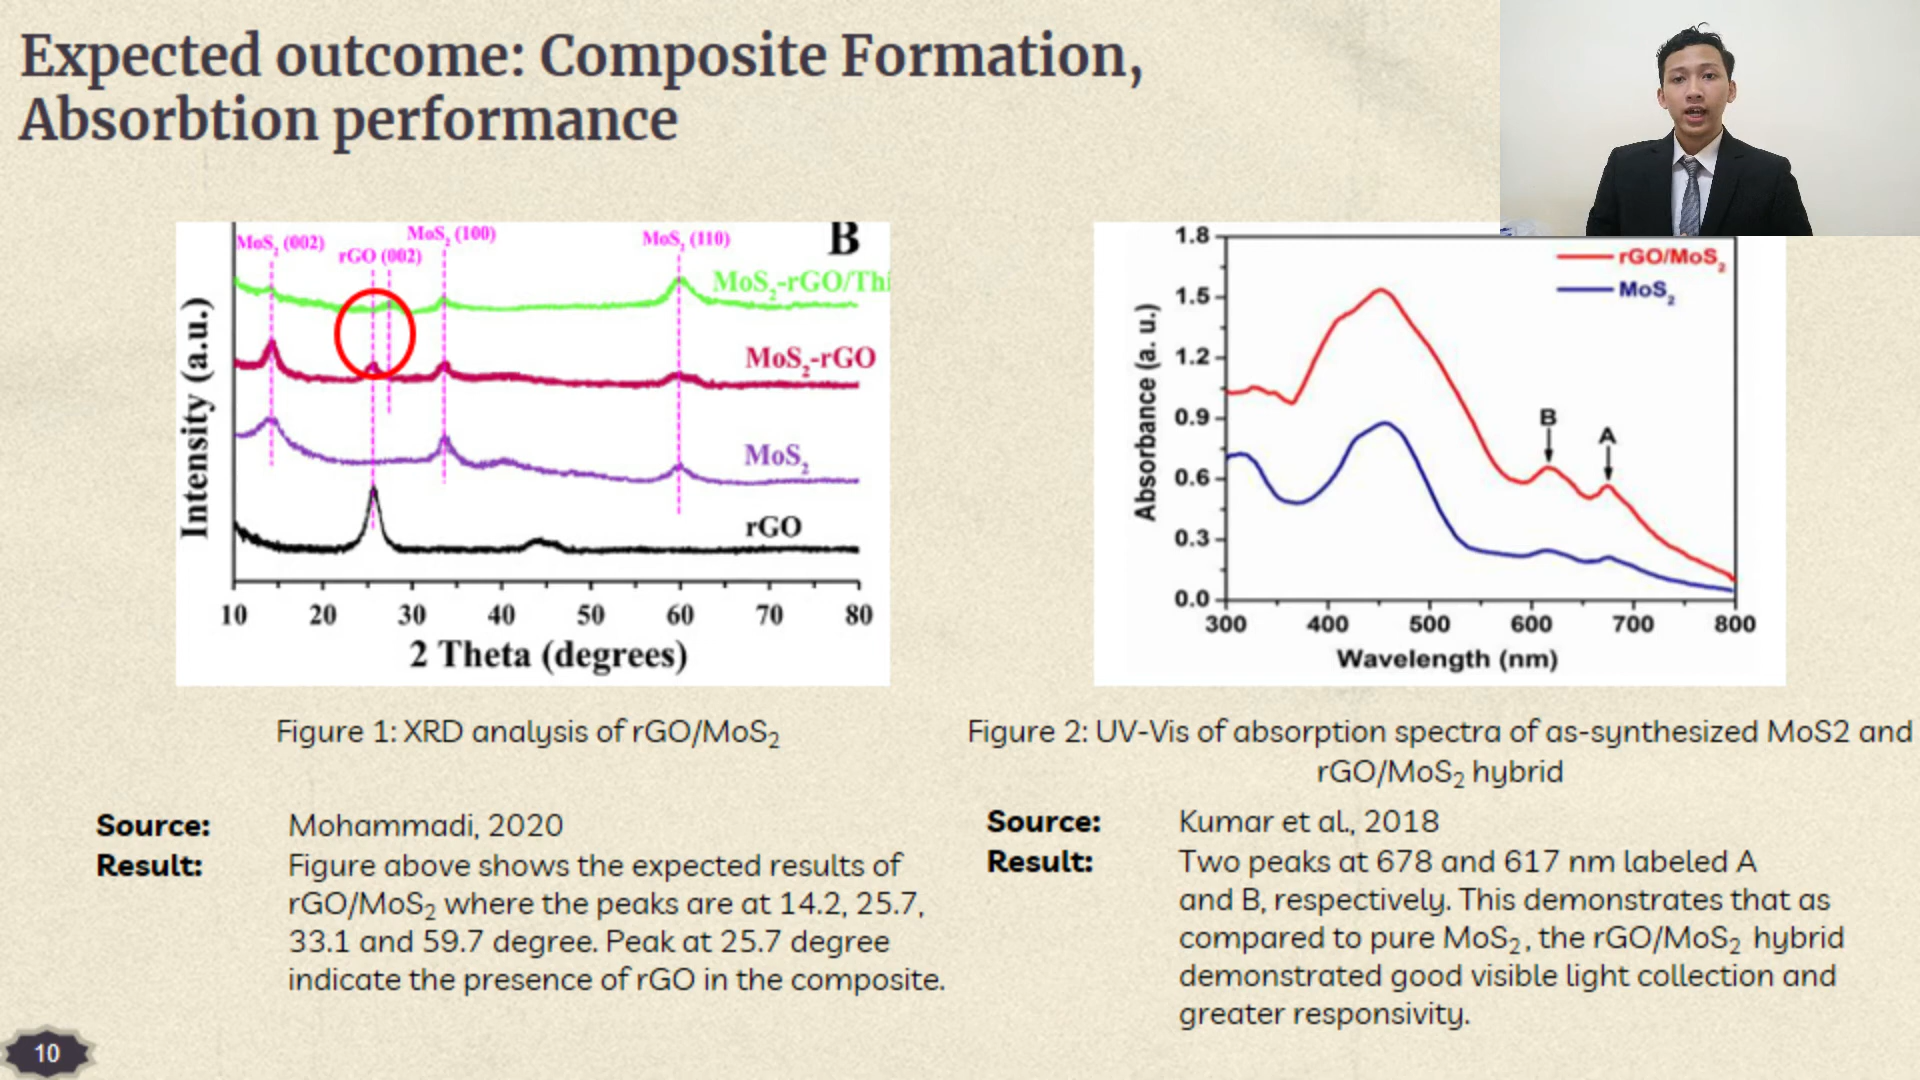 Expected outcome: Composite Formation,
Absorbtion performance
B
MoS2 (002)
rGO (002)
MoS2 (100)
MoS2 (110)
MoS2-rGO/Thi
MoS2-rGO
MoS2
rGO
Intensity (a.u.)
10 20 30 40 50 60 70 80
2 Theta (degrees)
Figure 1: XRD analysis of rGO/MoS2
Source: Mohammadi, 2020
Result: Figure above shows the expected results of
rGO/MoS2 where the peaks are at 14.2, 25.7,
33.1 and 59.7 degree. Peak at 25.7 degree
indicate the presence of rGO in the composite.
1.8
1.5
1.2
0.9
0.6
0.3
0.0
Absorbance (a. u.)
rGO/MoS2
MoS2
B
A
300 400 500 600 700 800
Wavelength (nm)
Figure 2: UV-Vis of absorption spectra of as-synthesized MoS2 and
rGO/MoS2 hybrid
Source: Kumar et al., 2018
Result: Two peaks at 678 and 617 nm labeled A
and B, respectively. This demonstrates that as
compared to pure MoS2, the rGO/MoS2 hybrid
demonstrated good visible light collection and
greater responsivity.
10